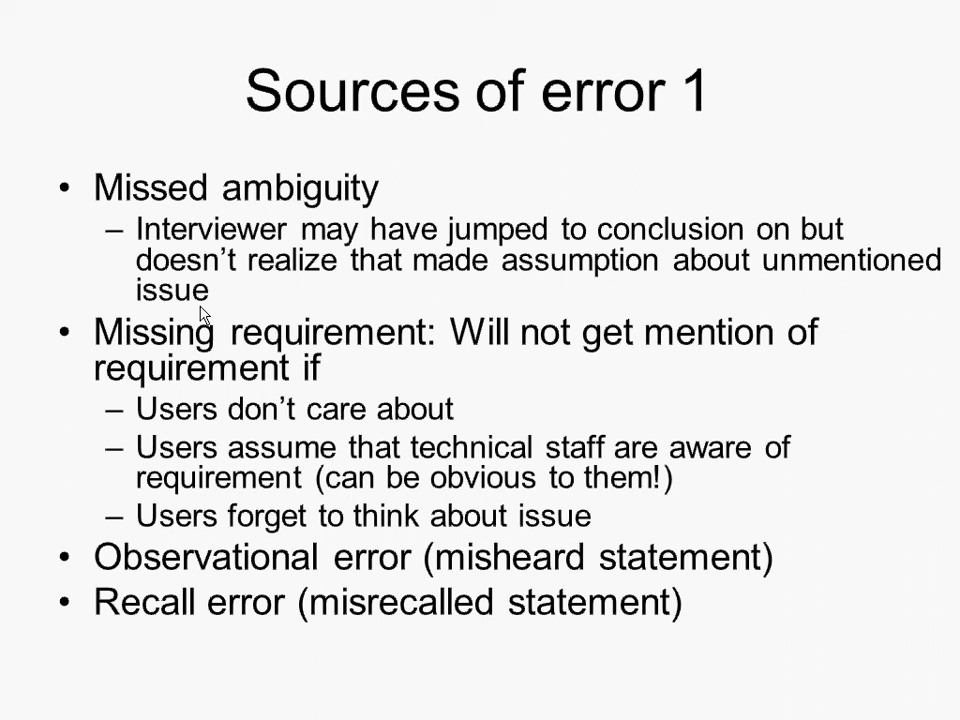 Sources of error 1
• Missed ambiguity
– Interviewer may have jumped to conclusion on but
doesn’t realize that made assumption about unmentioned
issue
• Missing requirement: Will not get mention of
requirement if
– Users don’t care about
– Users assume that technical staff are aware of
requirement (can be obvious to them!)
– Users forget to think about issue
• Observational error (misheard statement)
• Recall error (misrecalled statement)